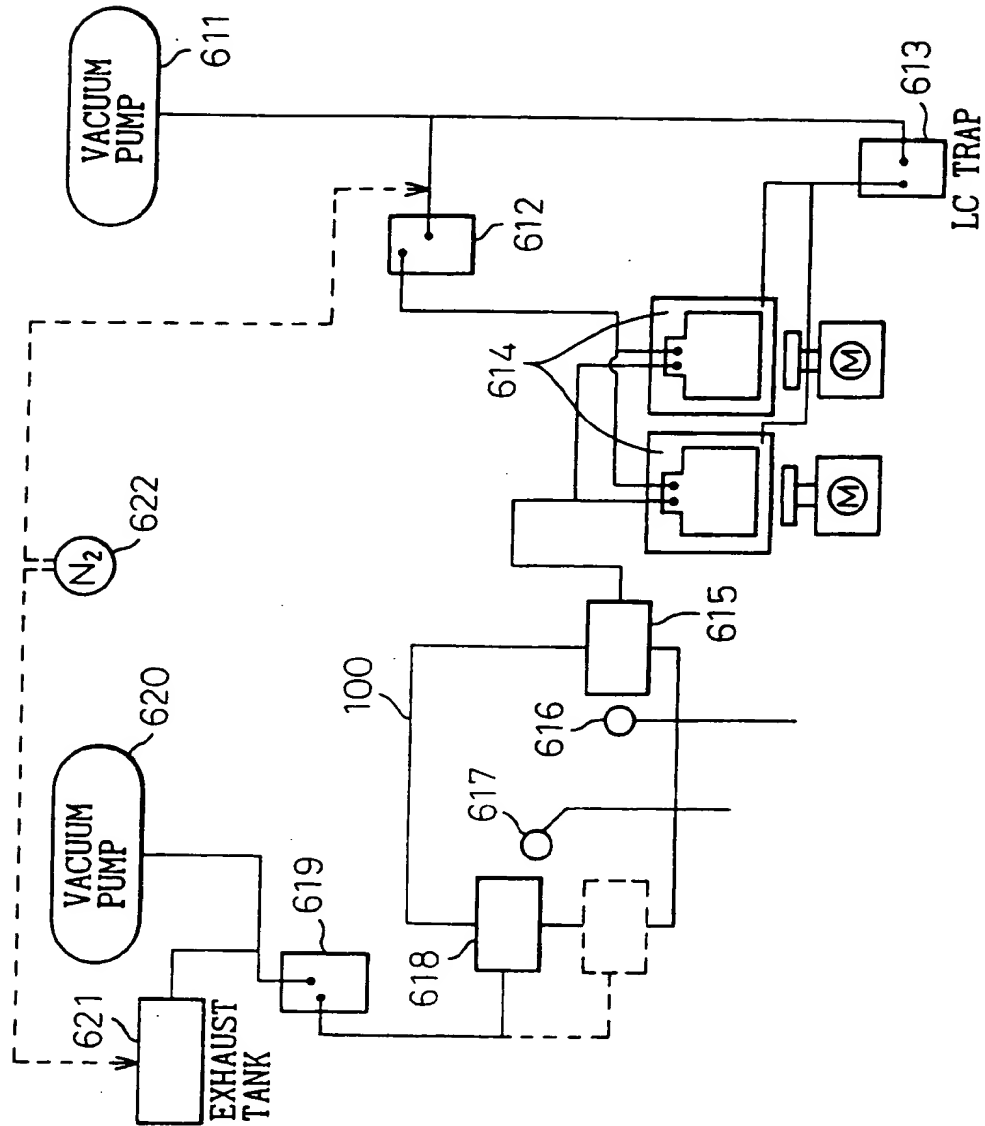 VACUUM
PUMP
620
N₂
622
VACUUM
PUMP
611
621
EXHAUST
TANK
619
100
618
617
616
614
612
615
M
M
613
LC TRAP